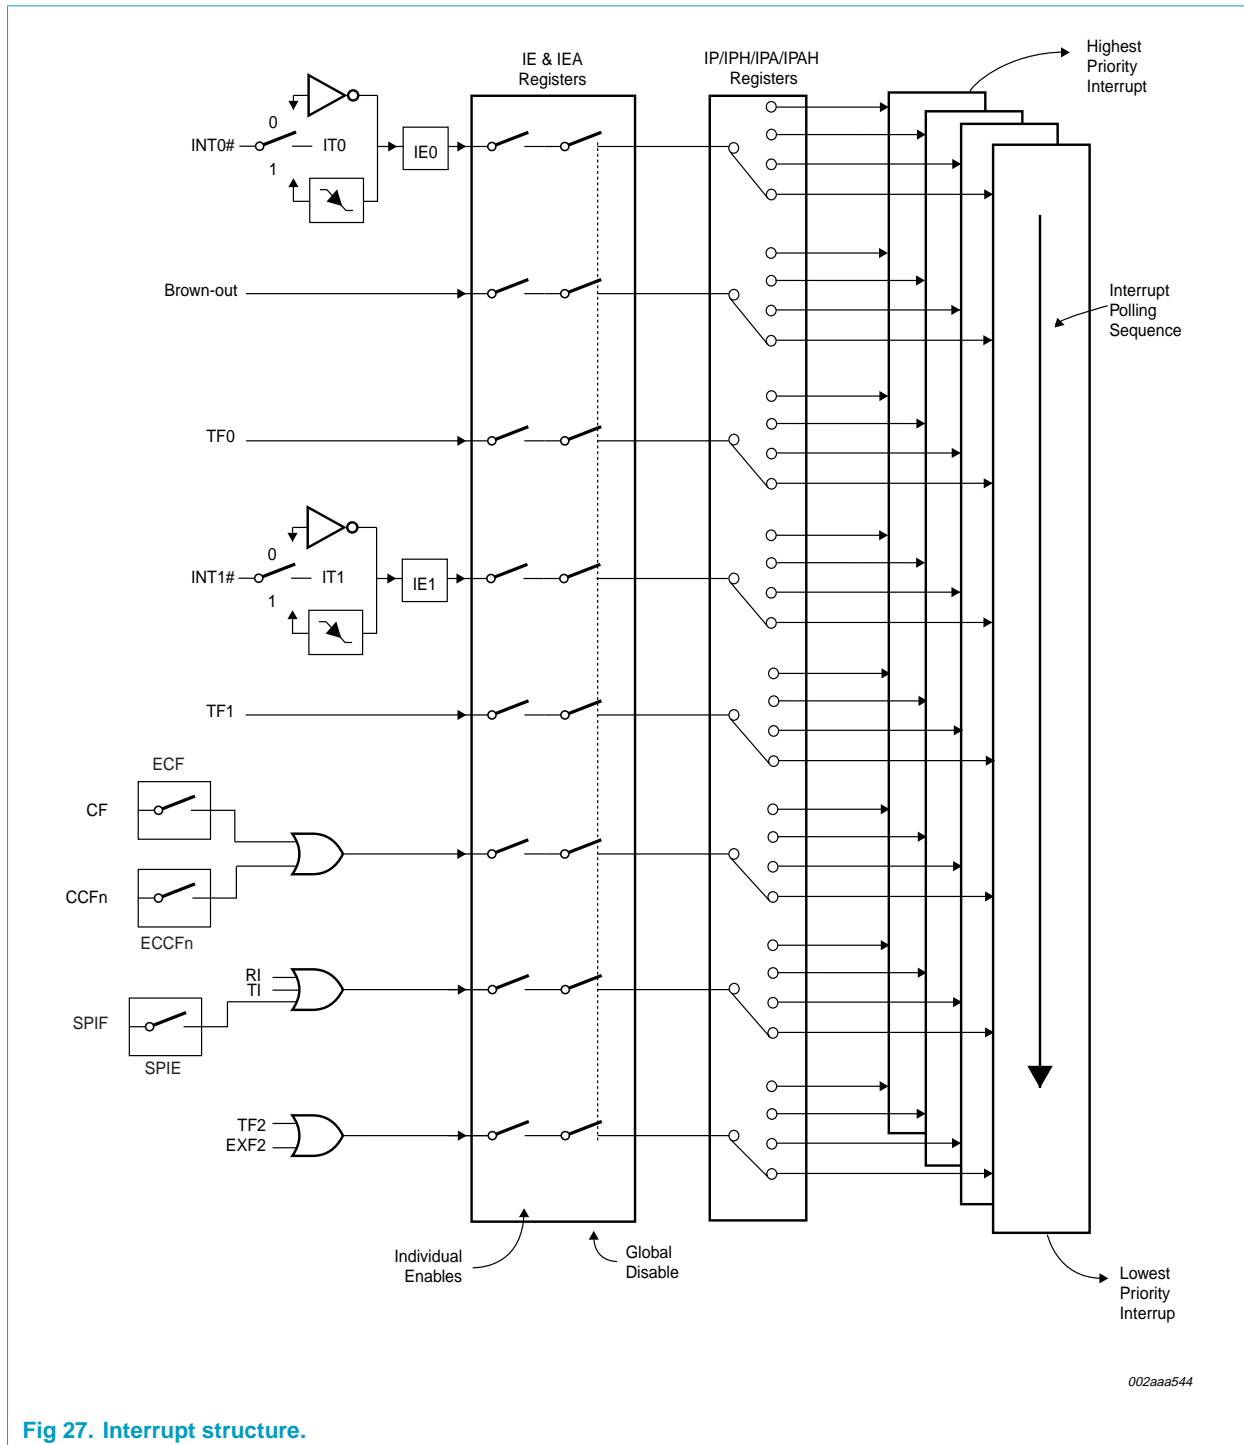 IE & IEA
Registers
IP/IPH/IPA/IPAH
Registers
Highest
Priority
Interrupt
0
INT0#
IT0
1
IE0
Brown-out
Interrupt
Polling
Sequence
TF0
0
INT1#
IT1
1
IE1
TF1
ECF
CF
CCFn
ECCFn
RI
TI
SPIF
SPIE
TF2
EXF2
Individual
Enables
Global
Disable
Lowest
Priority
Interrup
002aaa544
Fig 27. Interrupt structure.